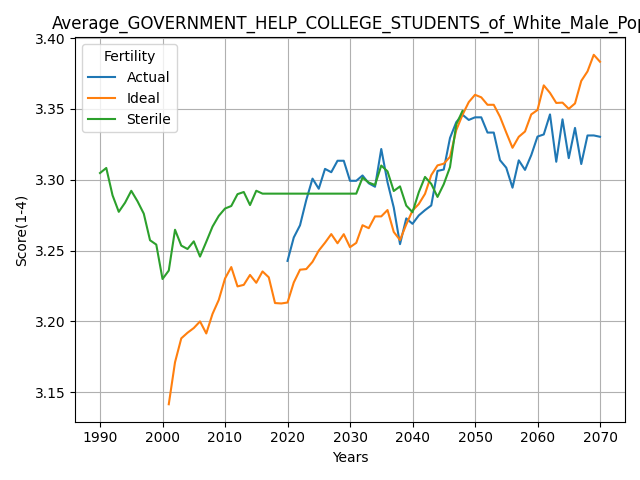 Average_GOVERNMENT_HELP_COLLEGE_STUDENTS_of_White_Male_Pop
Fertility
Actual
Ideal
Sterile
Score(1-4)
3.40
3.35
3.30
3.25
3.20
3.15
1990 2000 2010 2020 2030 2040 2050 2060 2070
Years